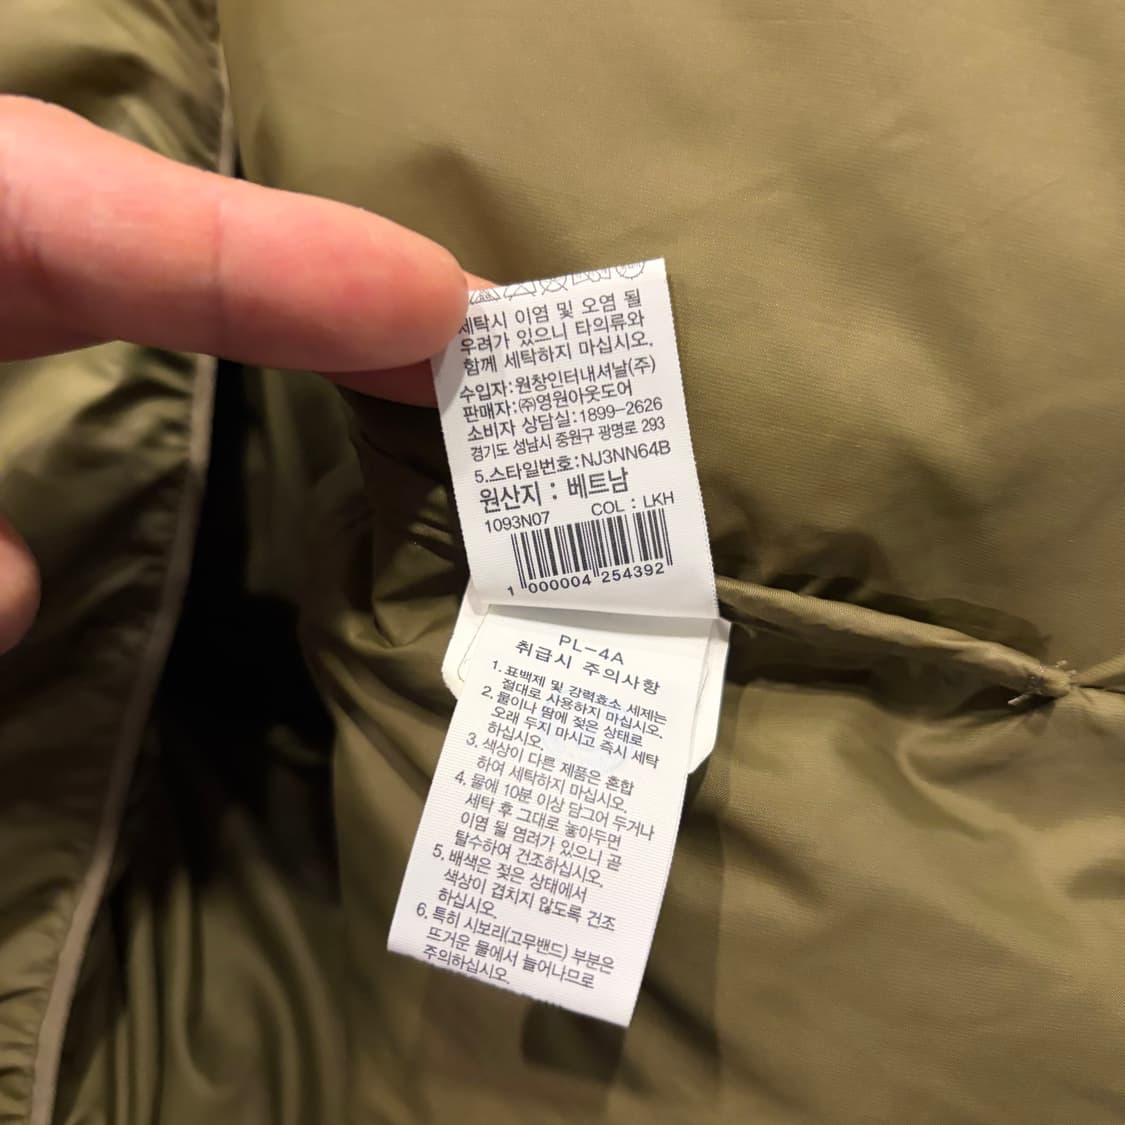 세탁시 이염 및 오염 될
우려가 있으니 타의류와
함께 세탁하지 마십시오.
수입자:원창인터내셔날(주)
판매자:㈜영원아웃도어
소비자 상담실:1899-2626
경기도 성남시 중원구 광명로 293
5.스타일번호:NJ3NN64B
원산지 : 베트남
1093N07 COL : LKH
1 000004 254392
PL-4A
취급시 주의사항
1. 표백제 및 강력효소 세제는
절대로 사용하지 마십시오.
2. 물이나 땀에 젖은 상태로
오래 두지 마시고 즉시 세탁
하십시오.
3. 색상이 다른 제품은 혼합
하여 세탁하지 마십시오.
4. 물에 10분 이상 담그어 두거나
세탁 후 그대로 놓아두면
이염 될 염려가 있으니 곧
탈수하여 건조하십시오.
5. 배색은 젖은 상태에서
색상이 겹치지 않도록 건조
하십시오.
6. 특히 시보리(고무밴드) 부분은
뜨거운 물에서 늘어나므로
주의하십시오.